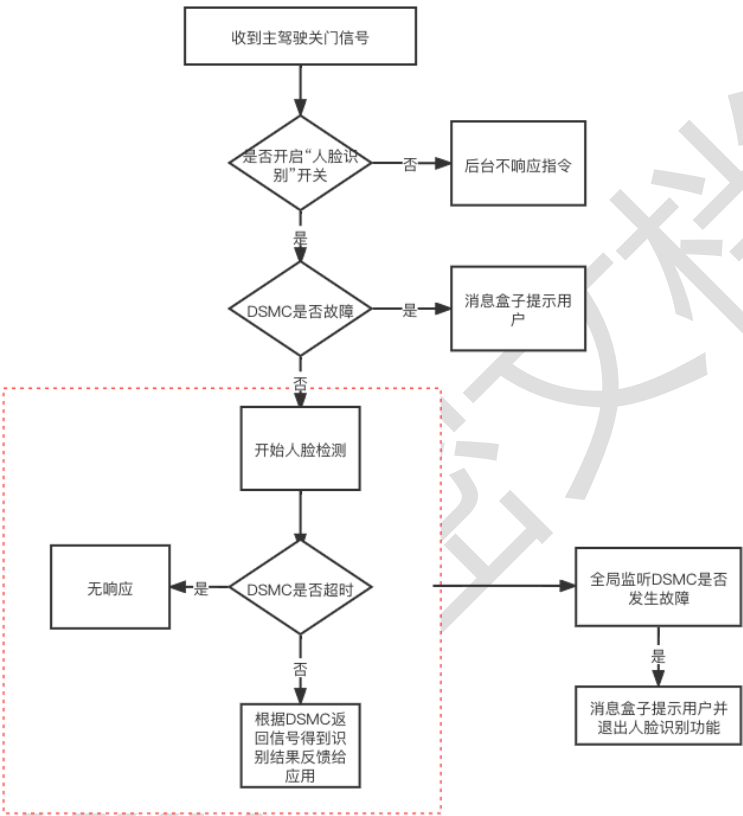 收到主驾驶关门信号
是否开启“人脸识
别”开关
否
后台不响应指令
是
DSMC是否故障
是
消息盒子提示用
户
否
开始人脸检测
DSMC是否超时
是
无响应
全局监听DSMC是否
发生故障
否
是
根据DSMC返
回信号得到识
别结果反馈给
应用
消息盒子提示用户并
退出人脸识别功能
文档